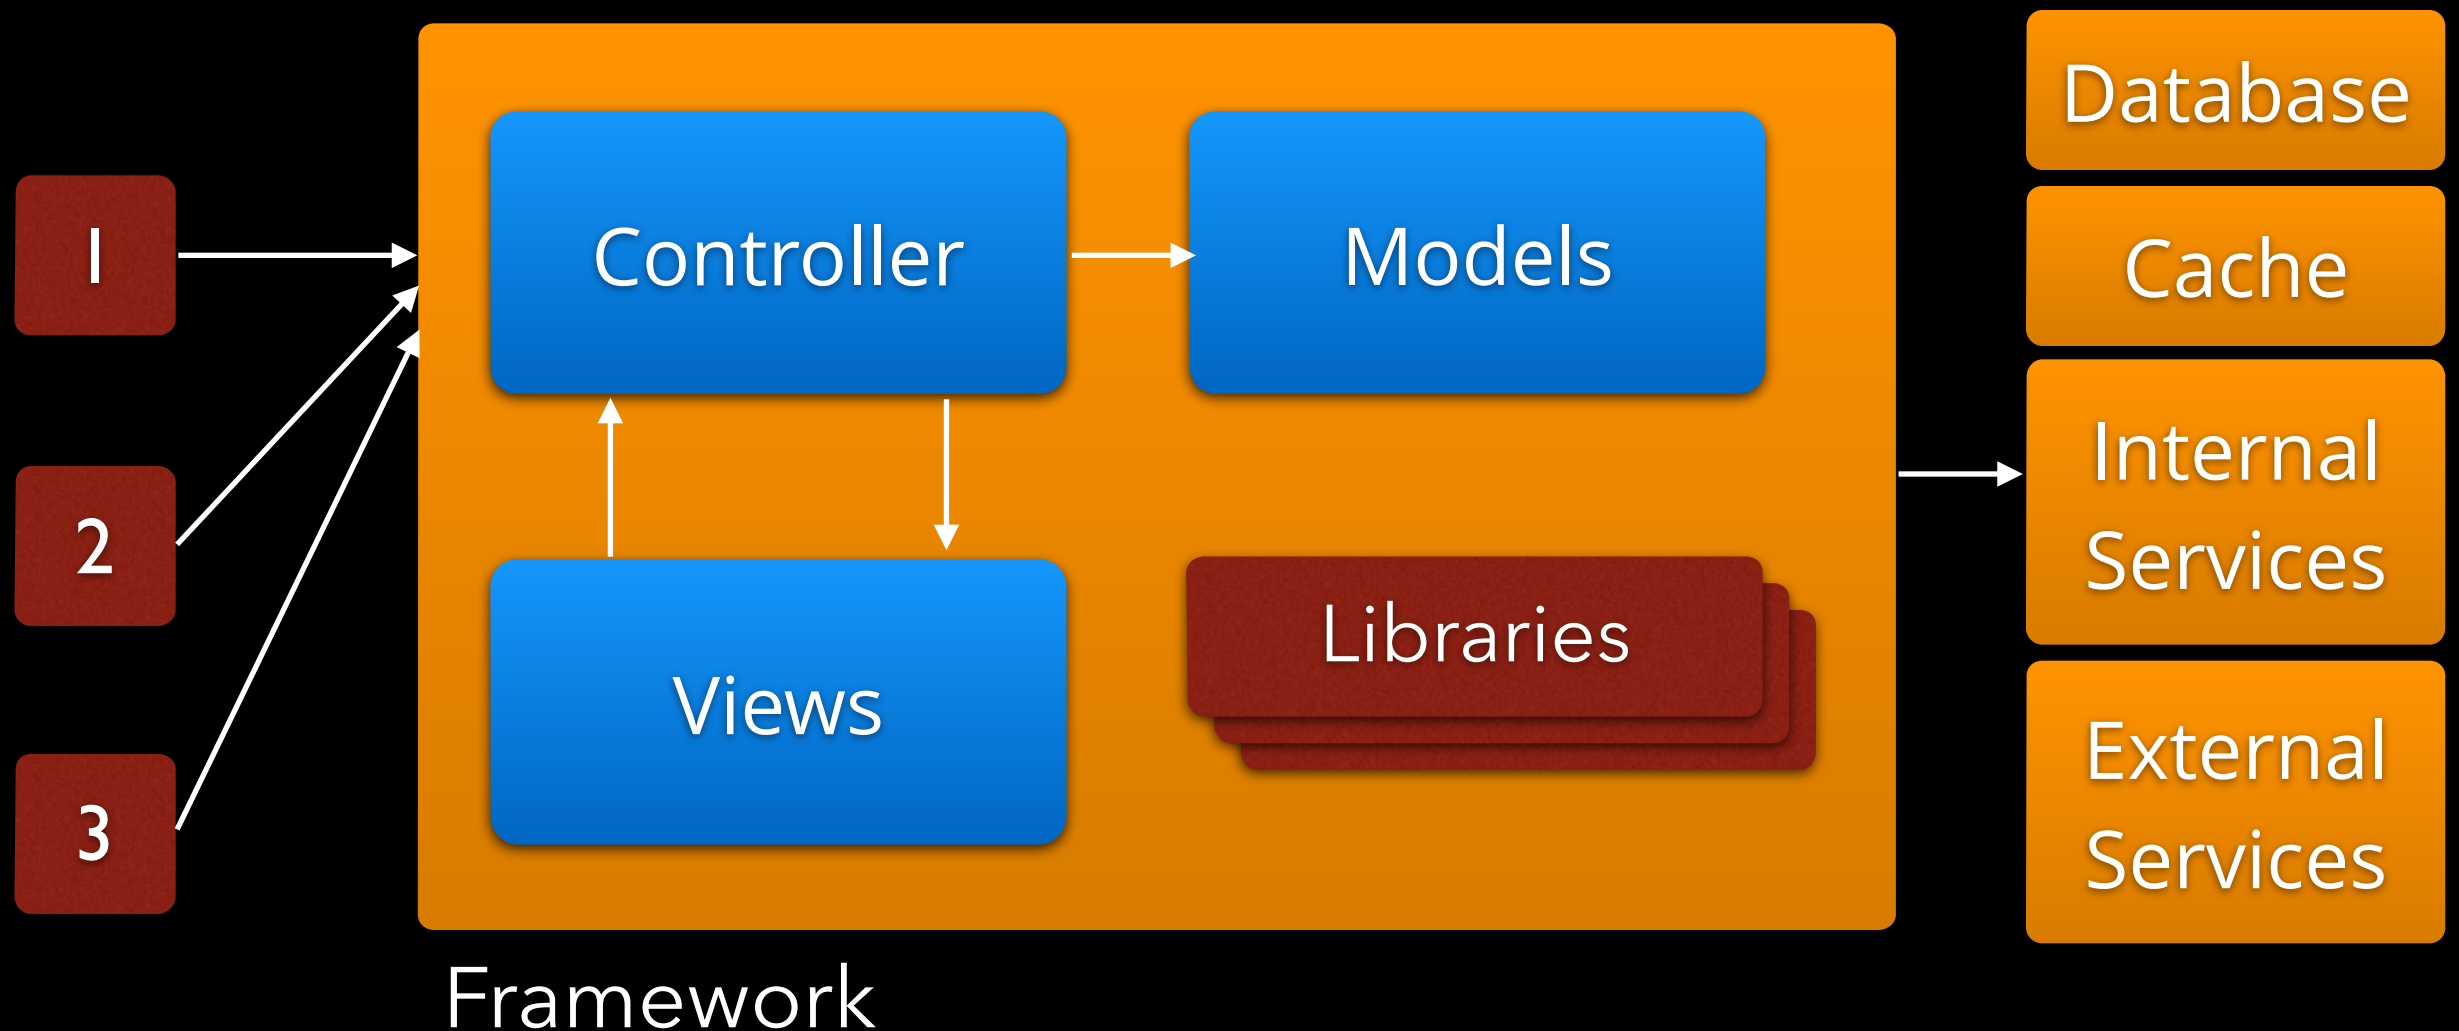 1
2
3
Controller
Models
Views
Libraries
Framework
Database
Cache
Internal
Services
External
Services